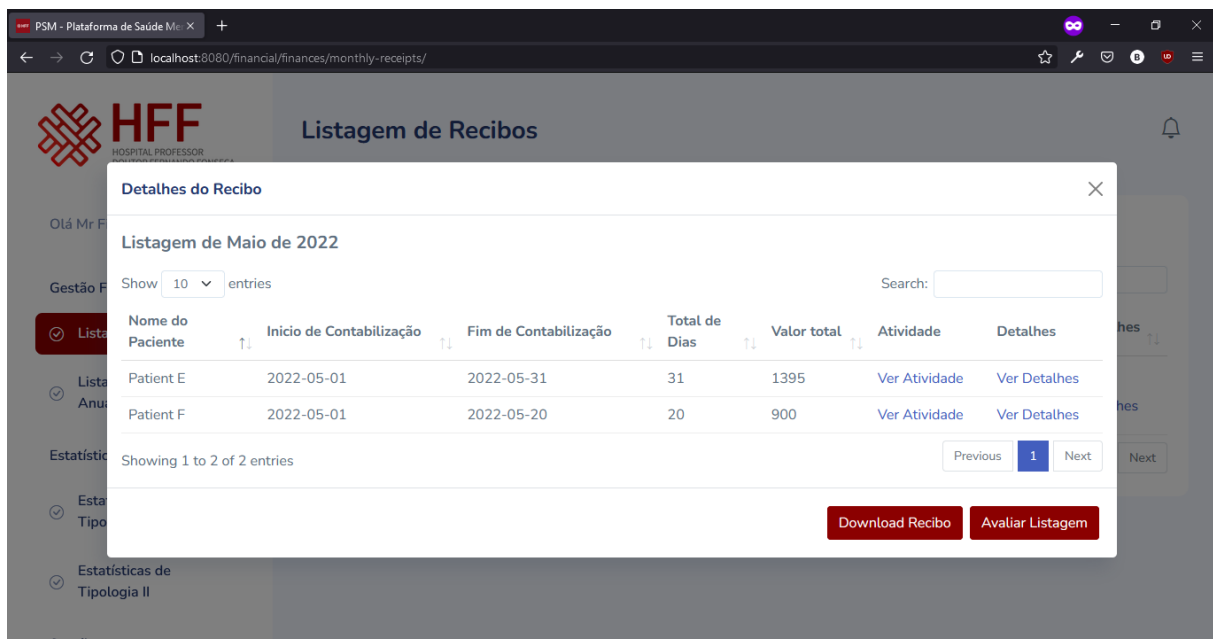 PSM - Plataforma de Saúde Me
localhost:8080/financial/finances/monthly-receipts/
HFF
HOSPITAL PROFESSOR
DOUTOR FERNANDO FONSECA
Listagem de Recibos
Olá Mr F
Gestão F
Lista
Lista
Anua
Estatístic
Estat
Tipo
Estatísticas de
Tipologia II
Detalhes do Recibo
Listagem de Maio de 2022
Show 10 entries Search:
Nome do Paciente Inicio de Contabilização Fim de Contabilização Total de Dias Valor total Atividade Detalhes
Patient E 2022-05-01 2022-05-31 31 1395 Ver Atividade Ver Detalhes
Patient F 2022-05-01 2022-05-20 20 900 Ver Atividade Ver Detalhes
Showing 1 to 2 of 2 entries Previous 1 Next
Download Recibo Avaliar Listagem
hes
hes
Next